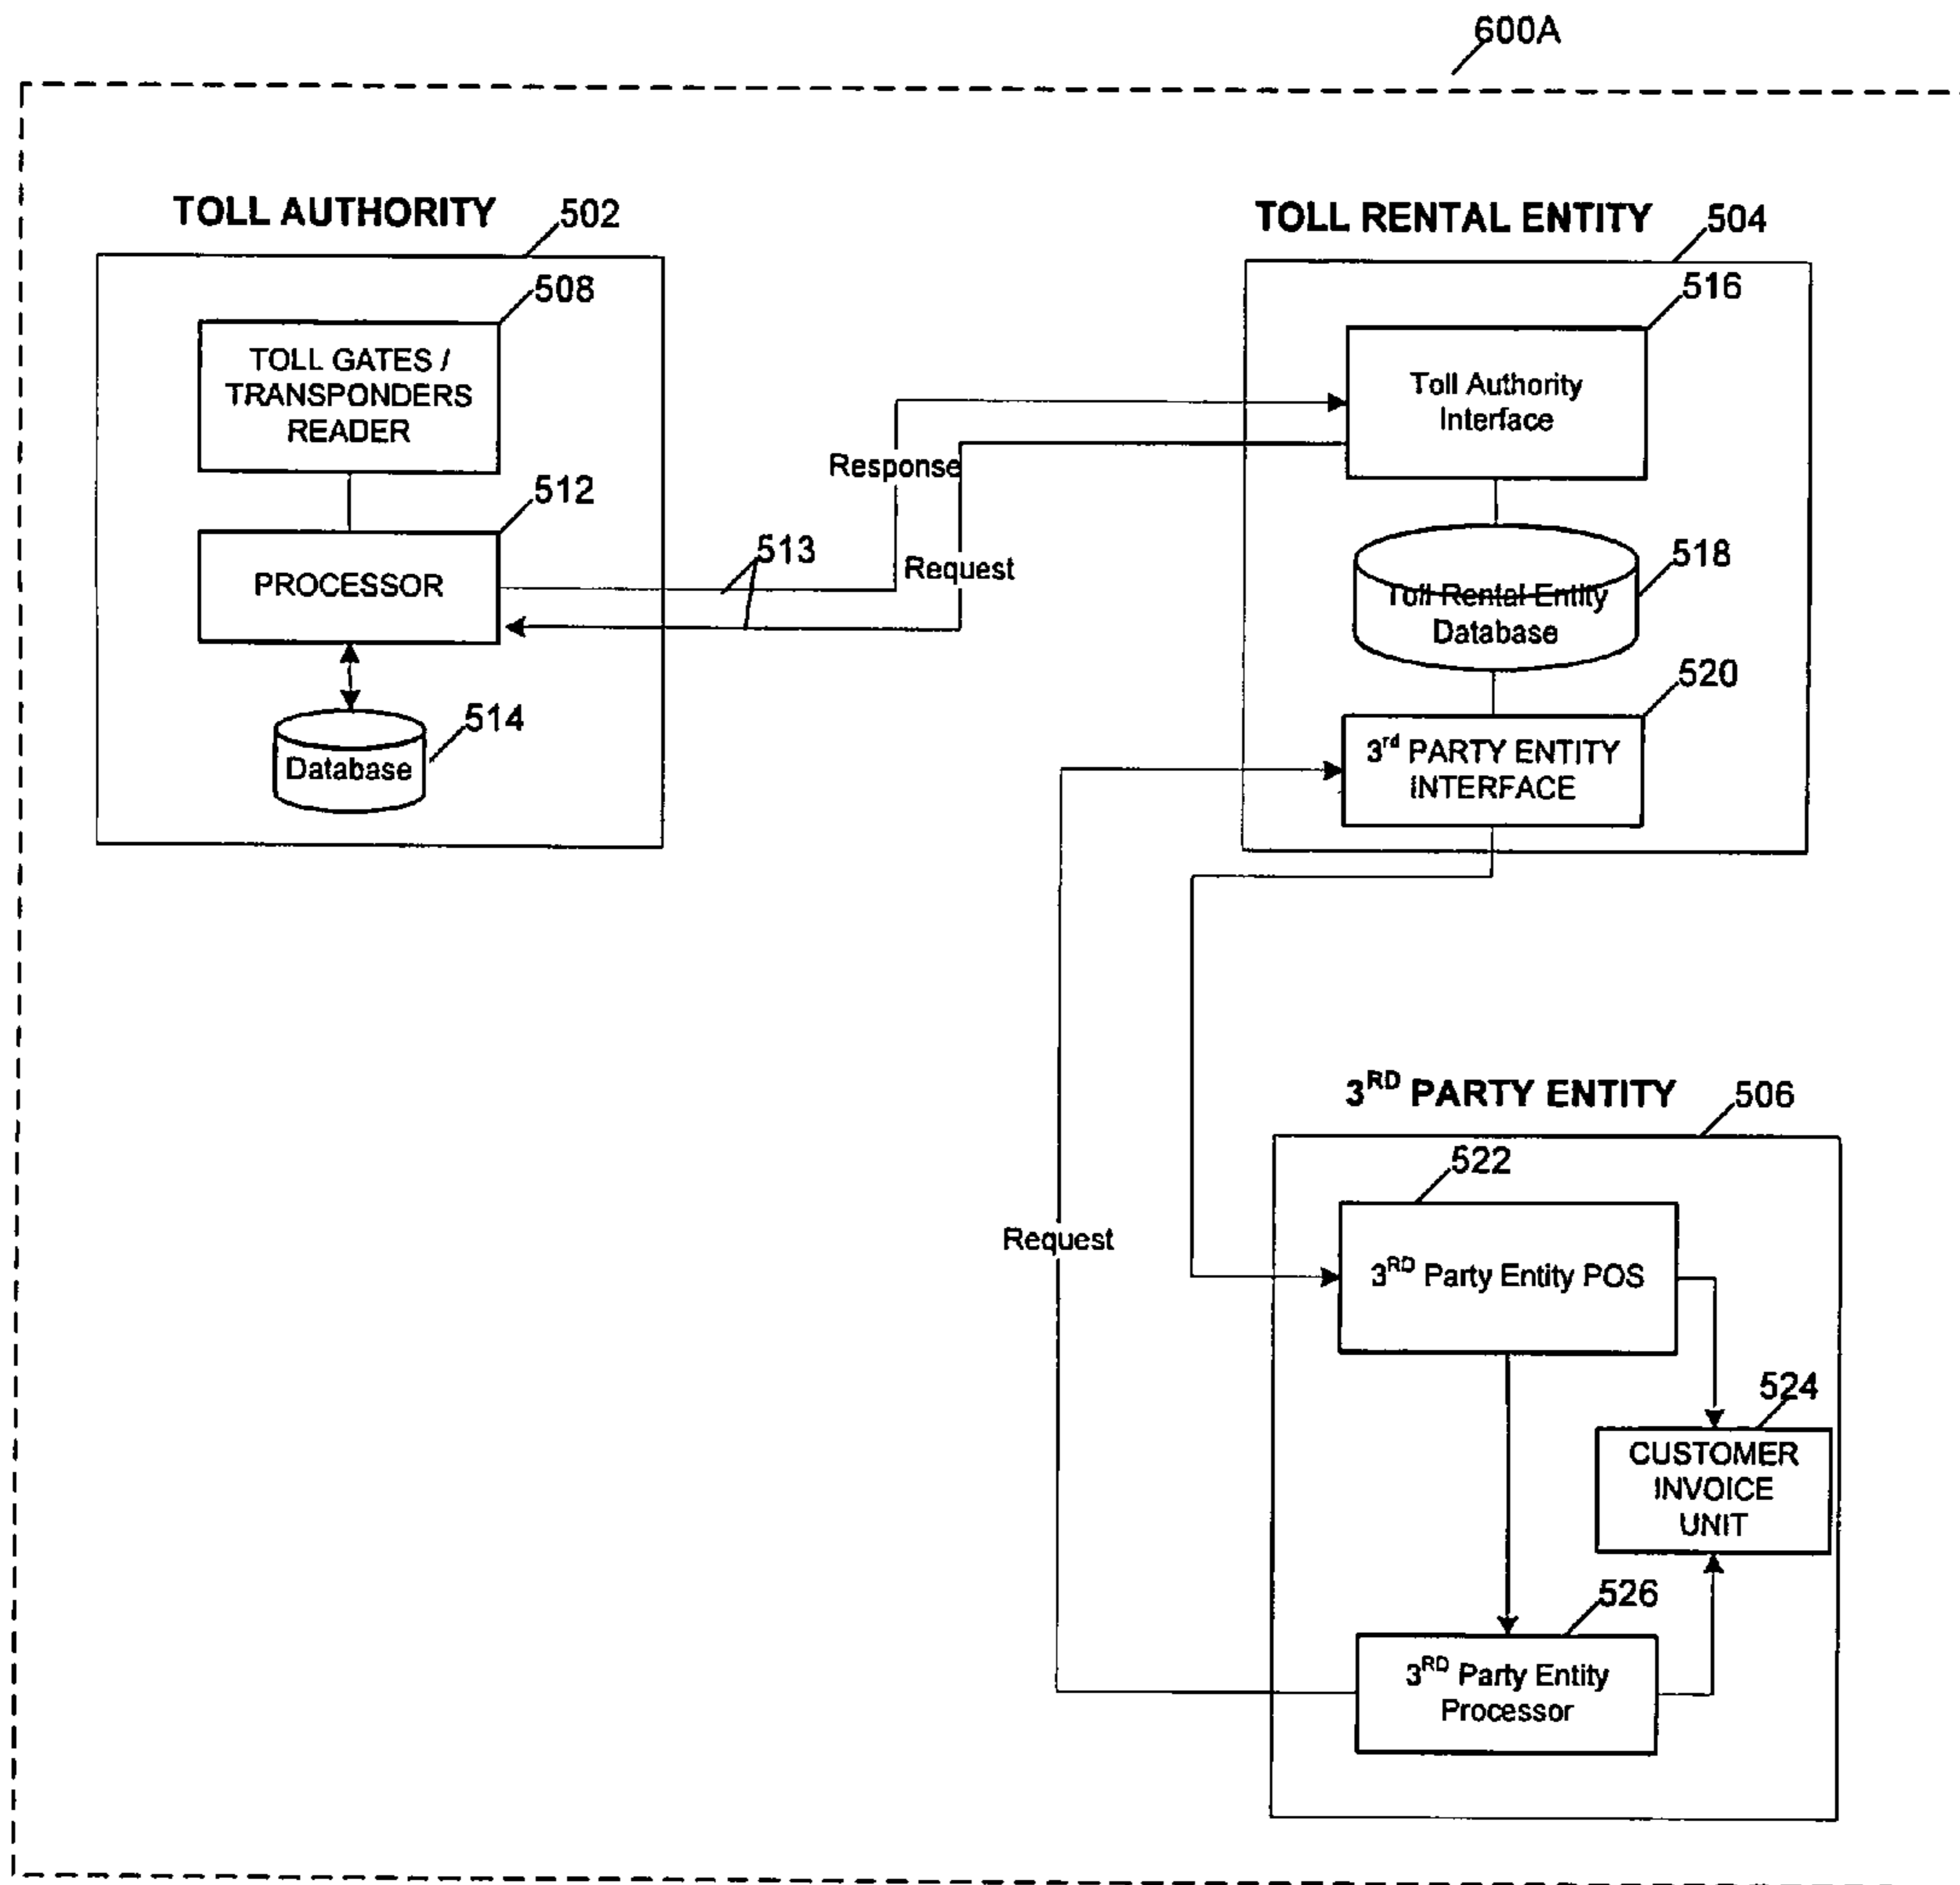 600A
TOLL AUTHORITY
502
TOLL RENTAL ENTITY
504
508
TOLL GATES /
TRANSPONDERS
READER
516
Toll Authority
Interface
Response
512
PROCESSOR
513
Request
518
Toll Rental Entity
Database
514
Database
520
3rd PARTY ENTITY
INTERFACE
3RD PARTY ENTITY
506
522
3RD Party Entity POS
Request
524
CUSTOMER
INVOICE
UNIT
526
3RD Party Entity
Processor